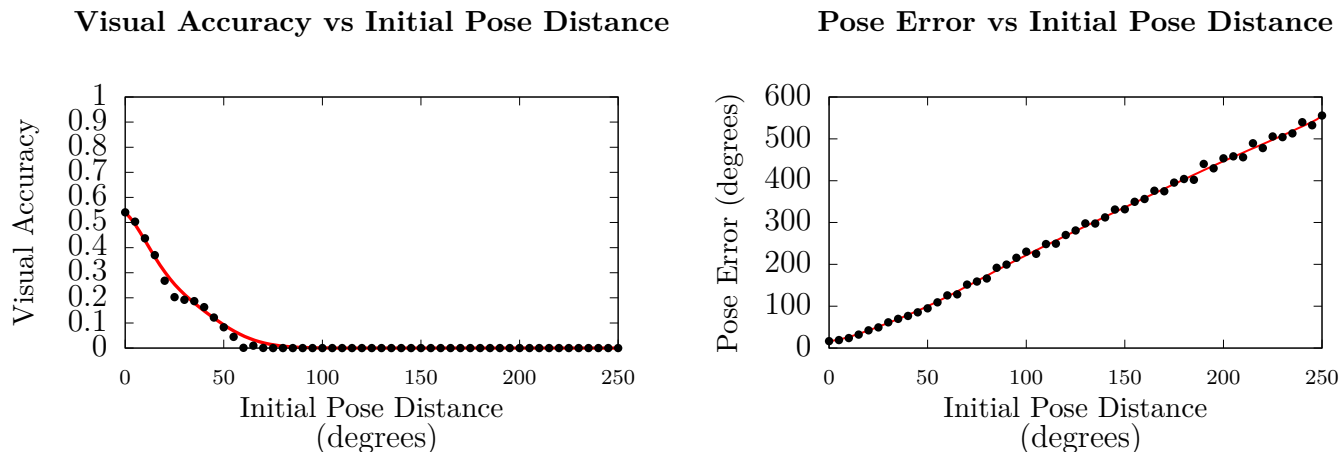 Visual Accuracy vs Initial Pose Distance
1
0.9
0.8
0.7
0.6
0.5
0.4
0.3
0.2
0.1
0
Visual Accuracy
0 50 100 150 200 250
Initial Pose Distance
(degrees)
Pose Error vs Initial Pose Distance
600
500
400
300
200
100
0
Pose Error (degrees)
0 50 100 150 200 250
Initial Pose Distance
(degrees)